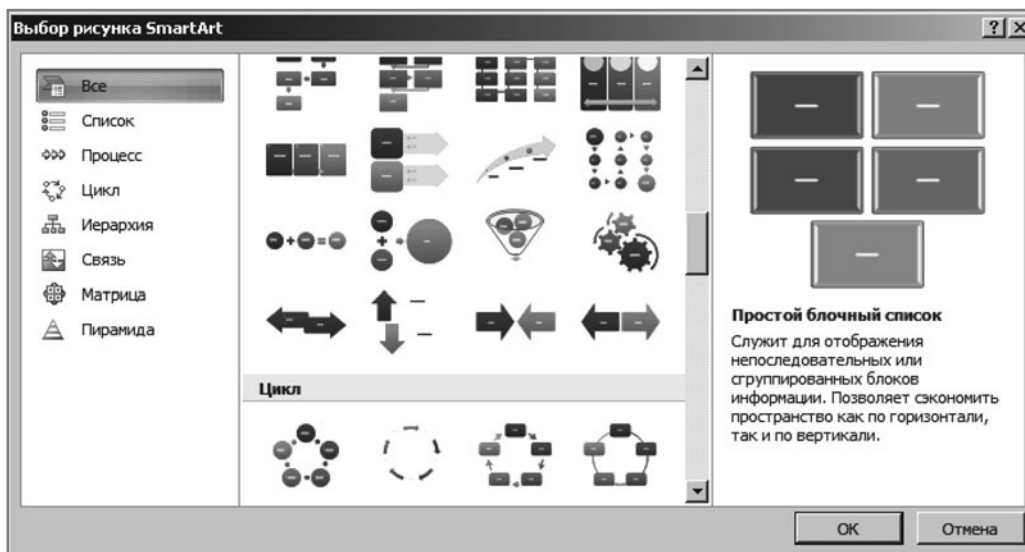 Выбор рисунка SmartArt
Все
Список
Процесс
Цикл
Иерархия
Связь
Матрица
Пирамида
Цикл
Простой блочный список
Служит для отображения
непоследовательных или
сгруппированных блоков
информации. Позволяет сэкономить
пространство как по горизонтали,
так и по вертикали.
ОК
Отмена